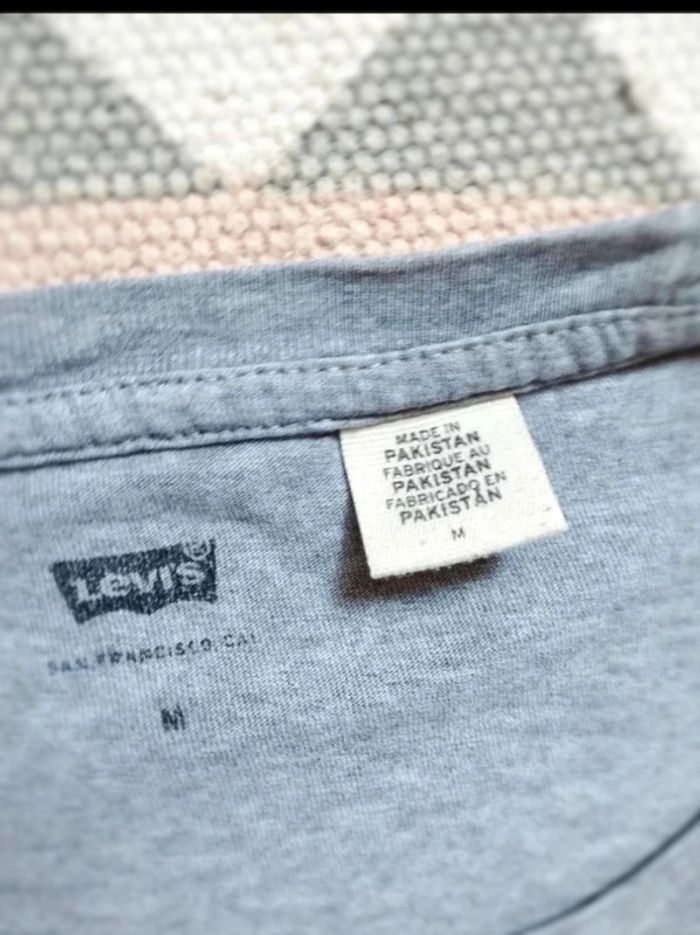 MADE IN
PAKISTAN
FABRIQUE AU
PAKISTAN
FABRICADO EN
PAKISTAN
M
Levi's®
SAN FRANCISCO, CAL
M